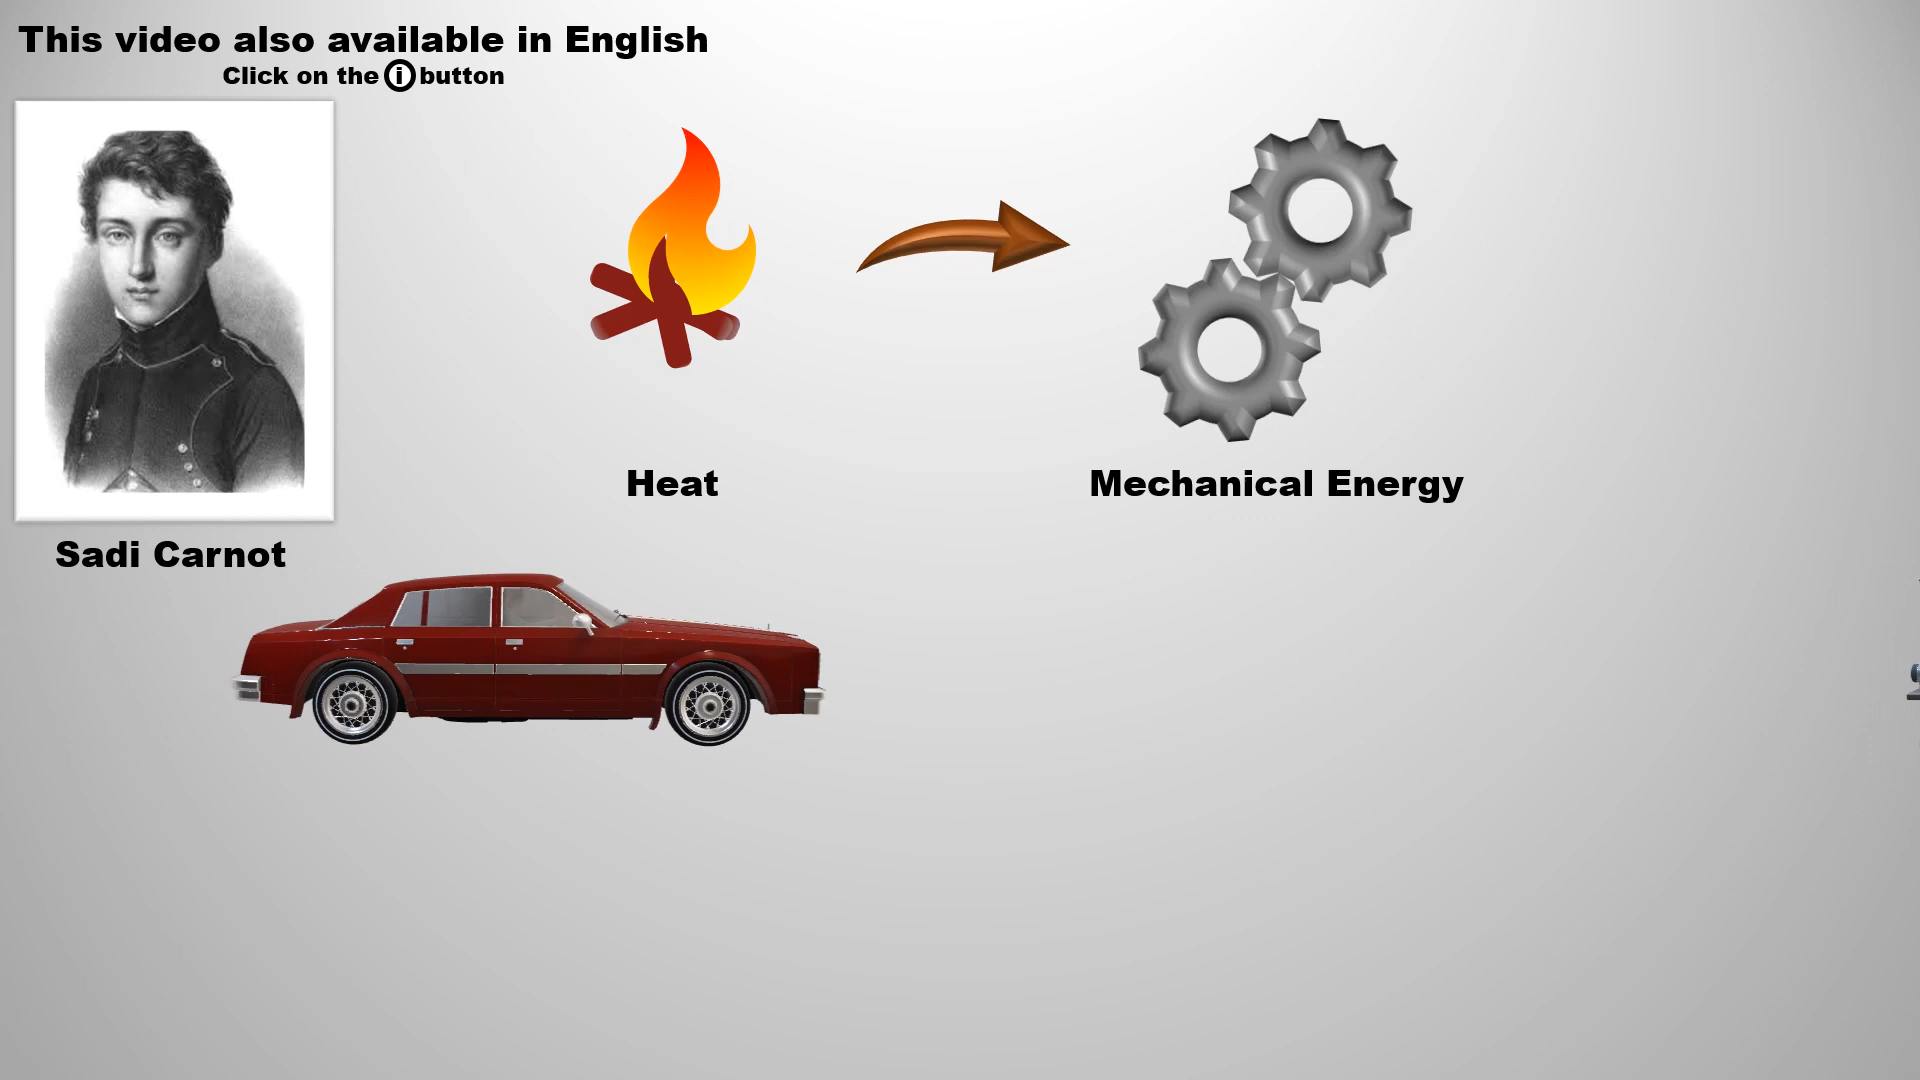 This video also available in English
Click on the i button
Heat
Mechanical Energy
Sadi Carnot